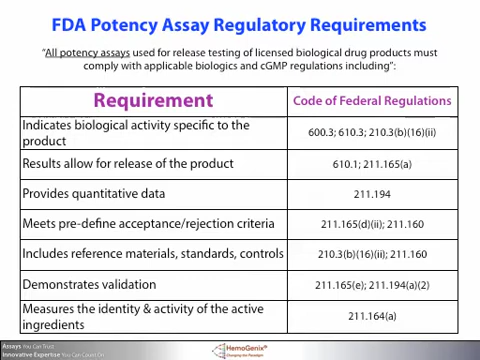 FDA Potency Assay Regulatory Requirements
“All potency assays used for release testing of licensed biological drug products must
comply with applicable biologics and cGMP regulations including”:
Requirement
Code of Federal Regulations
Indicates biological activity specific to the
product
600.3; 610.3; 210.3(b)(16)(ii)
Results allow for release of the product
610.1; 211.165(a)
Provides quantitative data
211.194
Meets pre-define acceptance/rejection criteria
211.165(d)(ii); 211.160
Includes reference materials, standards, controls
210.3(b)(16)(ii); 211.160
Demonstrates validation
211.165(e); 211.194(a)(2)
Measures the identity & activity of the active
ingredients
211.164(a)
Assays You Can Trust
Innovative Expertise You Can Count On
HemoGenix®
Changing the Paradigm